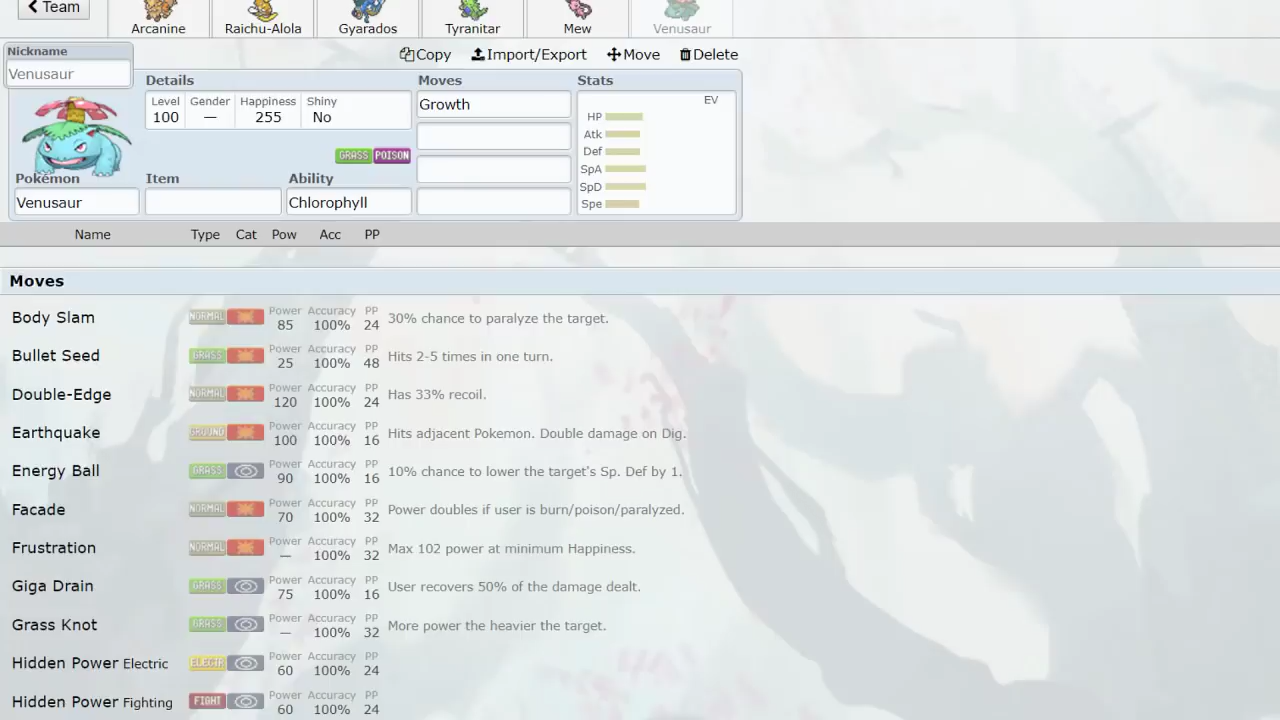 Team
Arcanine Raichu-Alola Gyarados Tyranitar Mew Venusaur
Copy Import/Export Move Delete
Nickname
Venusaur
Details Moves Stats
Level Gender Happiness Shiny
100 — 255 No
Growth
EV
HP
Atk
Def
SpA
SpD
Spe
GRASS POISON
Pokémon Item Ability
Venusaur Chlorophyll
Name Type Cat Pow Acc PP
Moves
Body Slam NORMAL Power 85 Accuracy 100% PP 24 30% chance to paralyze the target.
Bullet Seed GRASS Power 25 Accuracy 100% PP 48 Hits 2-5 times in one turn.
Double-Edge NORMAL Power 120 Accuracy 100% PP 24 Has 33% recoil.
Earthquake GROUND Power 100 Accuracy 100% PP 16 Hits adjacent Pokemon. Double damage on Dig.
Energy Ball GRASS Power 90 Accuracy 100% PP 16 10% chance to lower the target's Sp. Def by 1.
Facade NORMAL Power 70 Accuracy 100% PP 32 Power doubles if user is burn/poison/paralyzed.
Frustration NORMAL Power — Accuracy 100% PP 32 Max 102 power at minimum Happiness.
Giga Drain GRASS Power 75 Accuracy 100% PP 16 User recovers 50% of the damage dealt.
Grass Knot GRASS Power — Accuracy 100% PP 32 More power the heavier the target.
Hidden Power Electric ELECTR Power 60 Accuracy 100% PP 24
Hidden Power Fighting FIGHT Power 60 Accuracy 100% PP 24